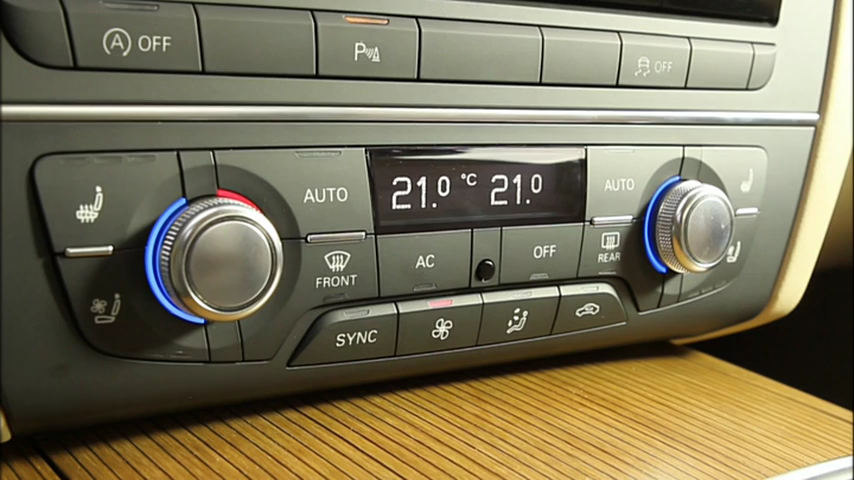 A OFF
P
OFF
AUTO
21.0 °C 21.0
AUTO
FRONT
AC
OFF
REAR
SYNC